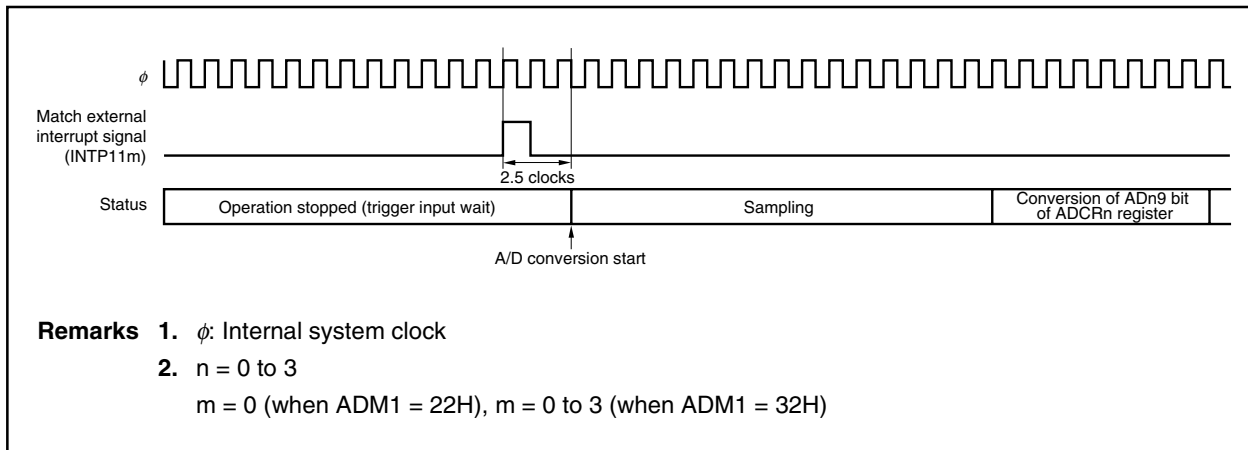 φ
Match external
interrupt signal
(INTP11m)
2.5 clocks
Status
Operation stopped (trigger input wait)
Sampling
Conversion of ADn9 bit
of ADCRn register
A/D conversion start
Remarks 1. φ: Internal system clock
2. n = 0 to 3
m = 0 (when ADM1 = 22H), m = 0 to 3 (when ADM1 = 32H)